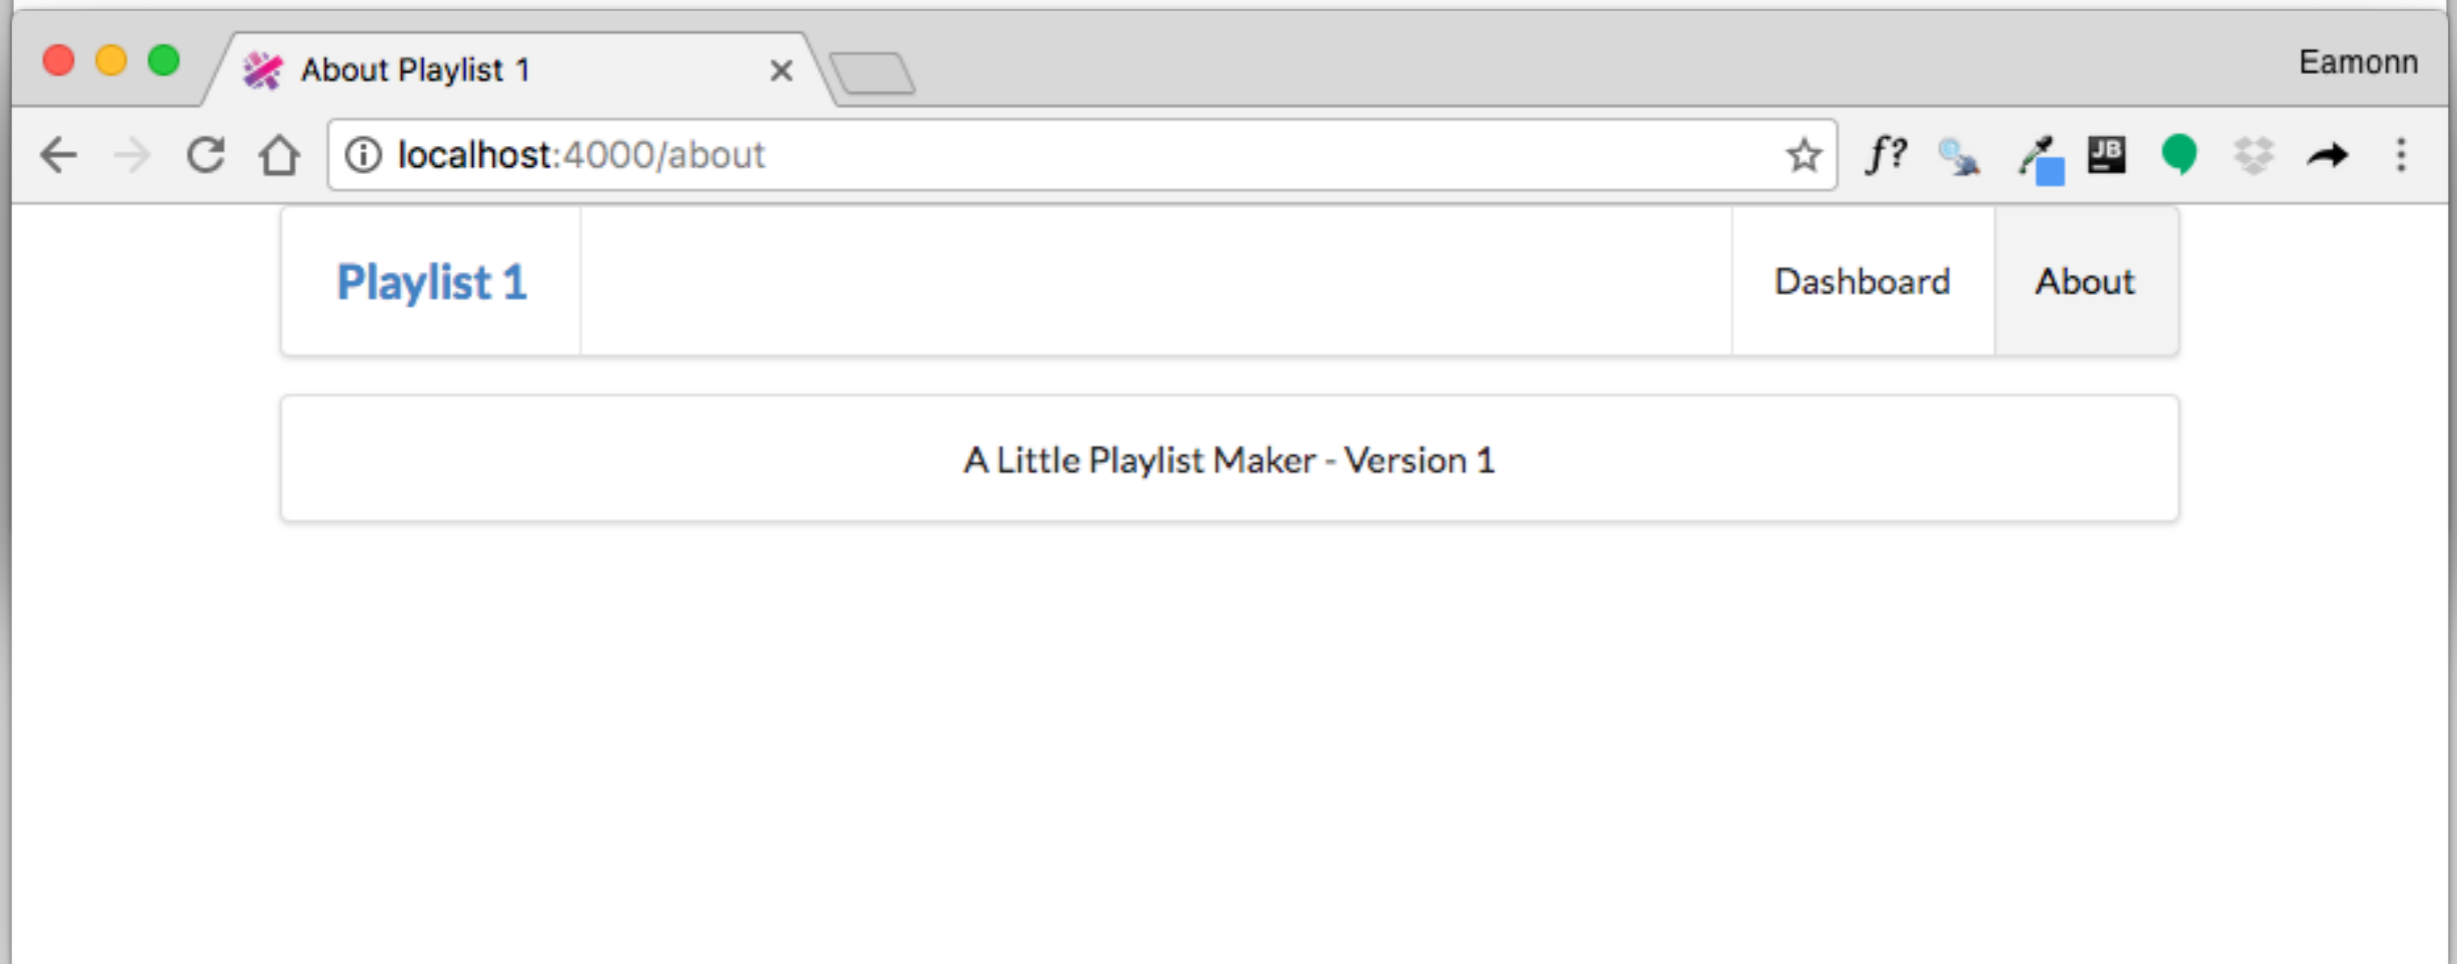 About Playlist 1
Eamonn
localhost:4000/about
f?
JB
Playlist 1
Dashboard
About
A Little Playlist Maker - Version 1